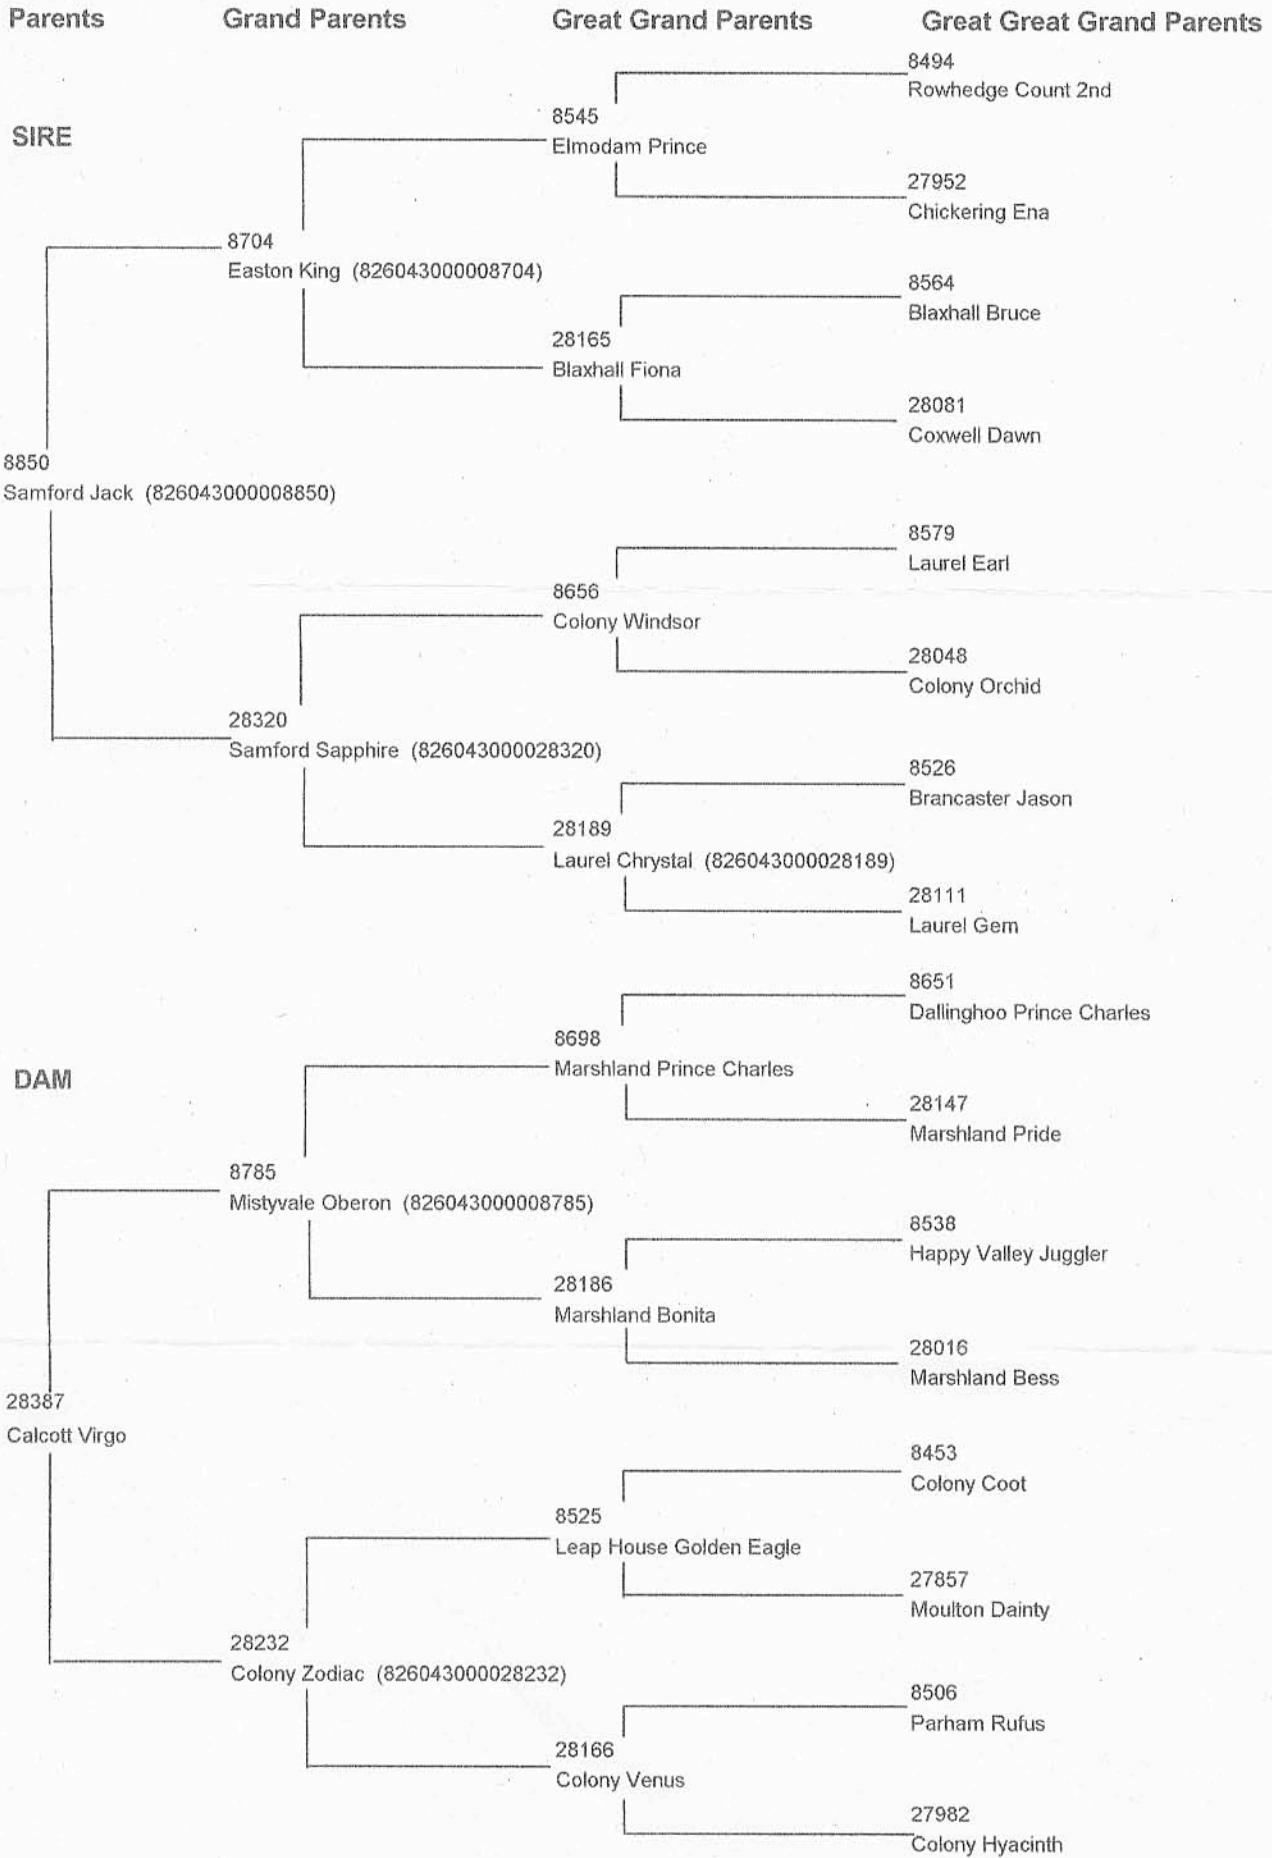 Parents Grand Parents Great Grand Parents Great Great Grand Parents
8494
Rowhedge Count 2nd
8545
SIRE
Elmodam Prince
27952
Chickering Ena
8704
Easton King (826043000008704)
8564
Blaxhall Bruce
28165
Blaxhall Fiona
28081
Coxwell Dawn
8850
Samford Jack (826043000008850)
8579
Laurel Earl
8656
Colony Windsor
28048
Colony Orchid
28320
Samford Sapphire (826043000028320)
8526
Brancaster Jason
28189
Laurel Chrystal (826043000028189)
28111
Laurel Gem
8651
Dallinghoo Prince Charles
8698
Marshland Prince Charles
DAM
28147
Marshland Pride
8785
Mistyvale Oberon (826043000008785)
8538
Happy Valley Juggler
28186
Marshland Bonita
28016
Marshland Bess
28387
Calcott Virgo
8453
Colony Coot
8525
Leap House Golden Eagle
27857
Moulton Dainty
28232
Colony Zodiac (826043000028232)
8506
Parham Rufus
28166
Colony Venus
27982
Colony Hyacinth